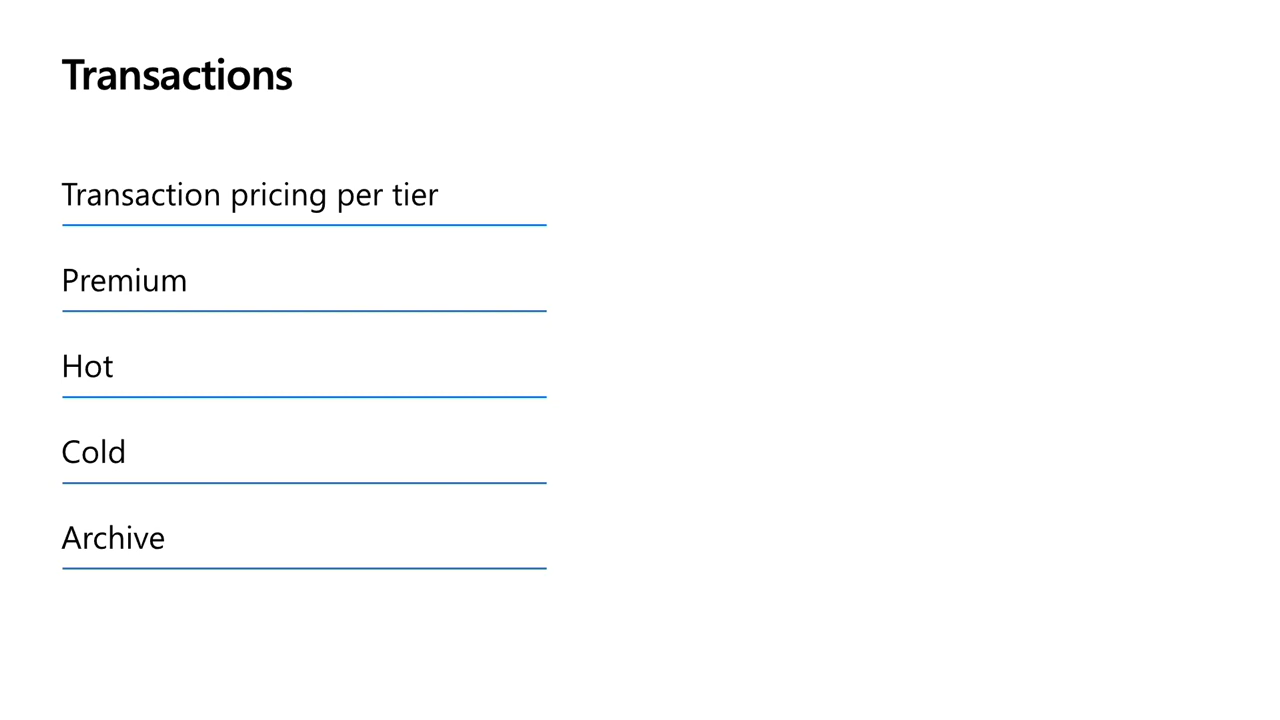 Transactions
Transaction pricing per tier
Premium
Hot
Cold
Archive